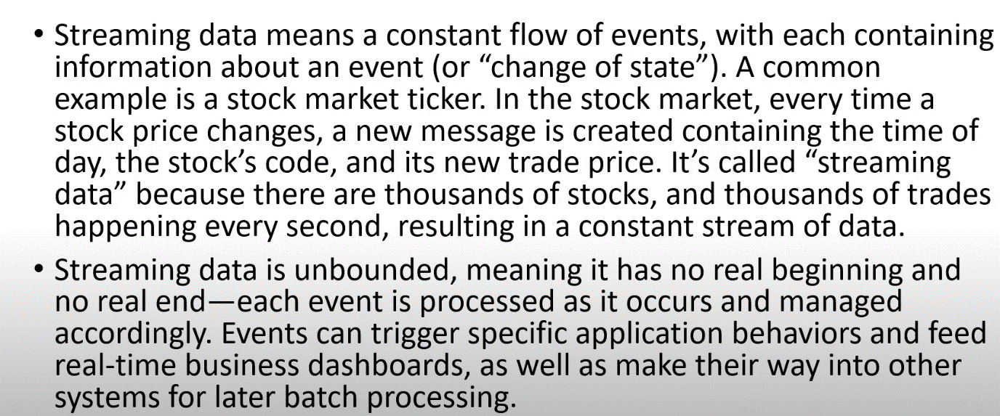 • Streaming data means a constant flow of events, with each containing
information about an event (or “change of state”). A common
example is a stock market ticker. In the stock market, every time a
stock price changes, a new message is created containing the time of
day, the stock’s code, and its new trade price. It’s called “streaming
data” because there are thousands of stocks, and thousands of trades
happening every second, resulting in a constant stream of data.
• Streaming data is unbounded, meaning it has no real beginning and
no real end—each event is processed as it occurs and managed
accordingly. Events can trigger specific application behaviors and feed
real-time business dashboards, as well as make their way into other
systems for later batch processing.